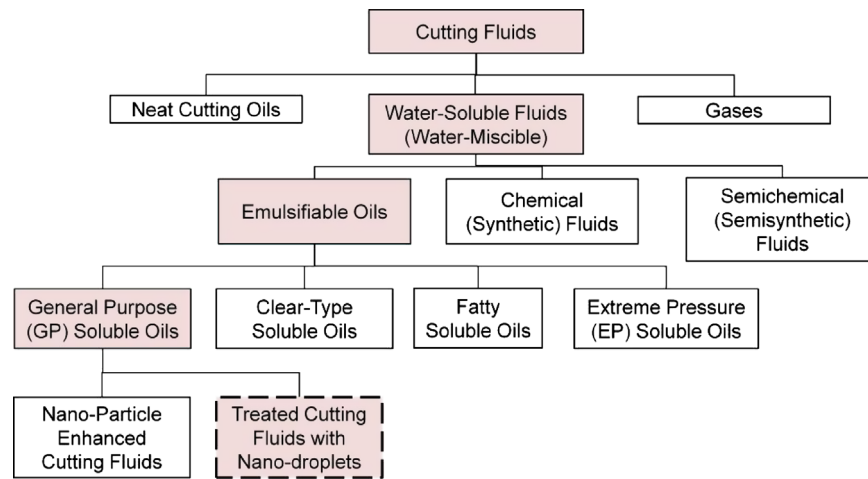 Cutting Fluids
Neat Cutting Oils
Water-Soluble Fluids
(Water-Miscible)
Gases
Emulsifiable Oils
Chemical
(Synthetic) Fluids
Semichemical
(Semisynthetic)
Fluids
General Purpose
(GP) Soluble Oils
Clear-Type
Soluble Oils
Fatty
Soluble Oils
Extreme Pressure
(EP) Soluble Oils
Nano-Particle
Enhanced
Cutting Fluids
Treated Cutting
Fluids with
Nano-droplets